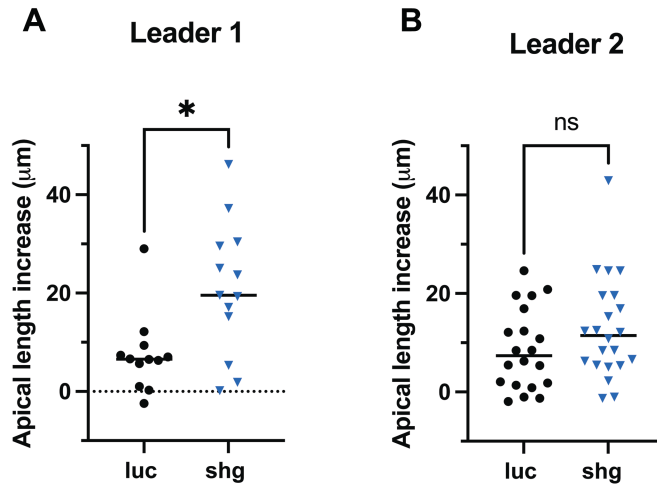 A
Leader 1
*
Apical length increase (μm)
40
20
0
luc
shg
B
Leader 2
ns
Apical length increase (μm)
40
20
0
luc
shg